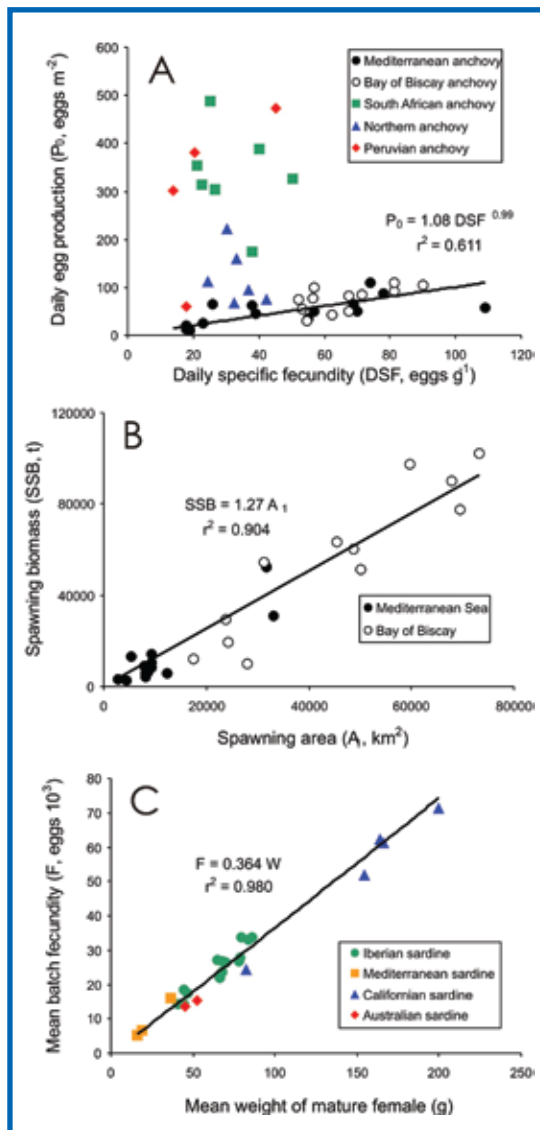 A
Daily egg production (P₀, eggs m⁻²)
600
500
400
300
200
100
0
Mediterranean anchovy
Bay of Biscay anchovy
South African anchovy
Northern anchovy
Peruvian anchovy
P₀ = 1.08 DSF ⁰·⁹⁹
r² = 0.611
0 20 40 60 80 100 120
Daily specific fecundity (DSF, eggs g¹)
B
Spawning biomass (SSB, t)
120000
80000
40000
0
SSB = 1.27 A ₁
r² = 0.904
Mediterranean Sea
Bay of Biscay
0 20000 40000 60000 80000
Spawning area (A₁, km²)
C
Mean batch fecundity (F, eggs 10³)
80
70
60
50
40
30
20
10
0
F = 0.364 W
r² = 0.980
Iberian sardine
Mediterranean sardine
Californian sardine
Australian sardine
0 50 100 150 200 250
Mean weight of mature female (g)